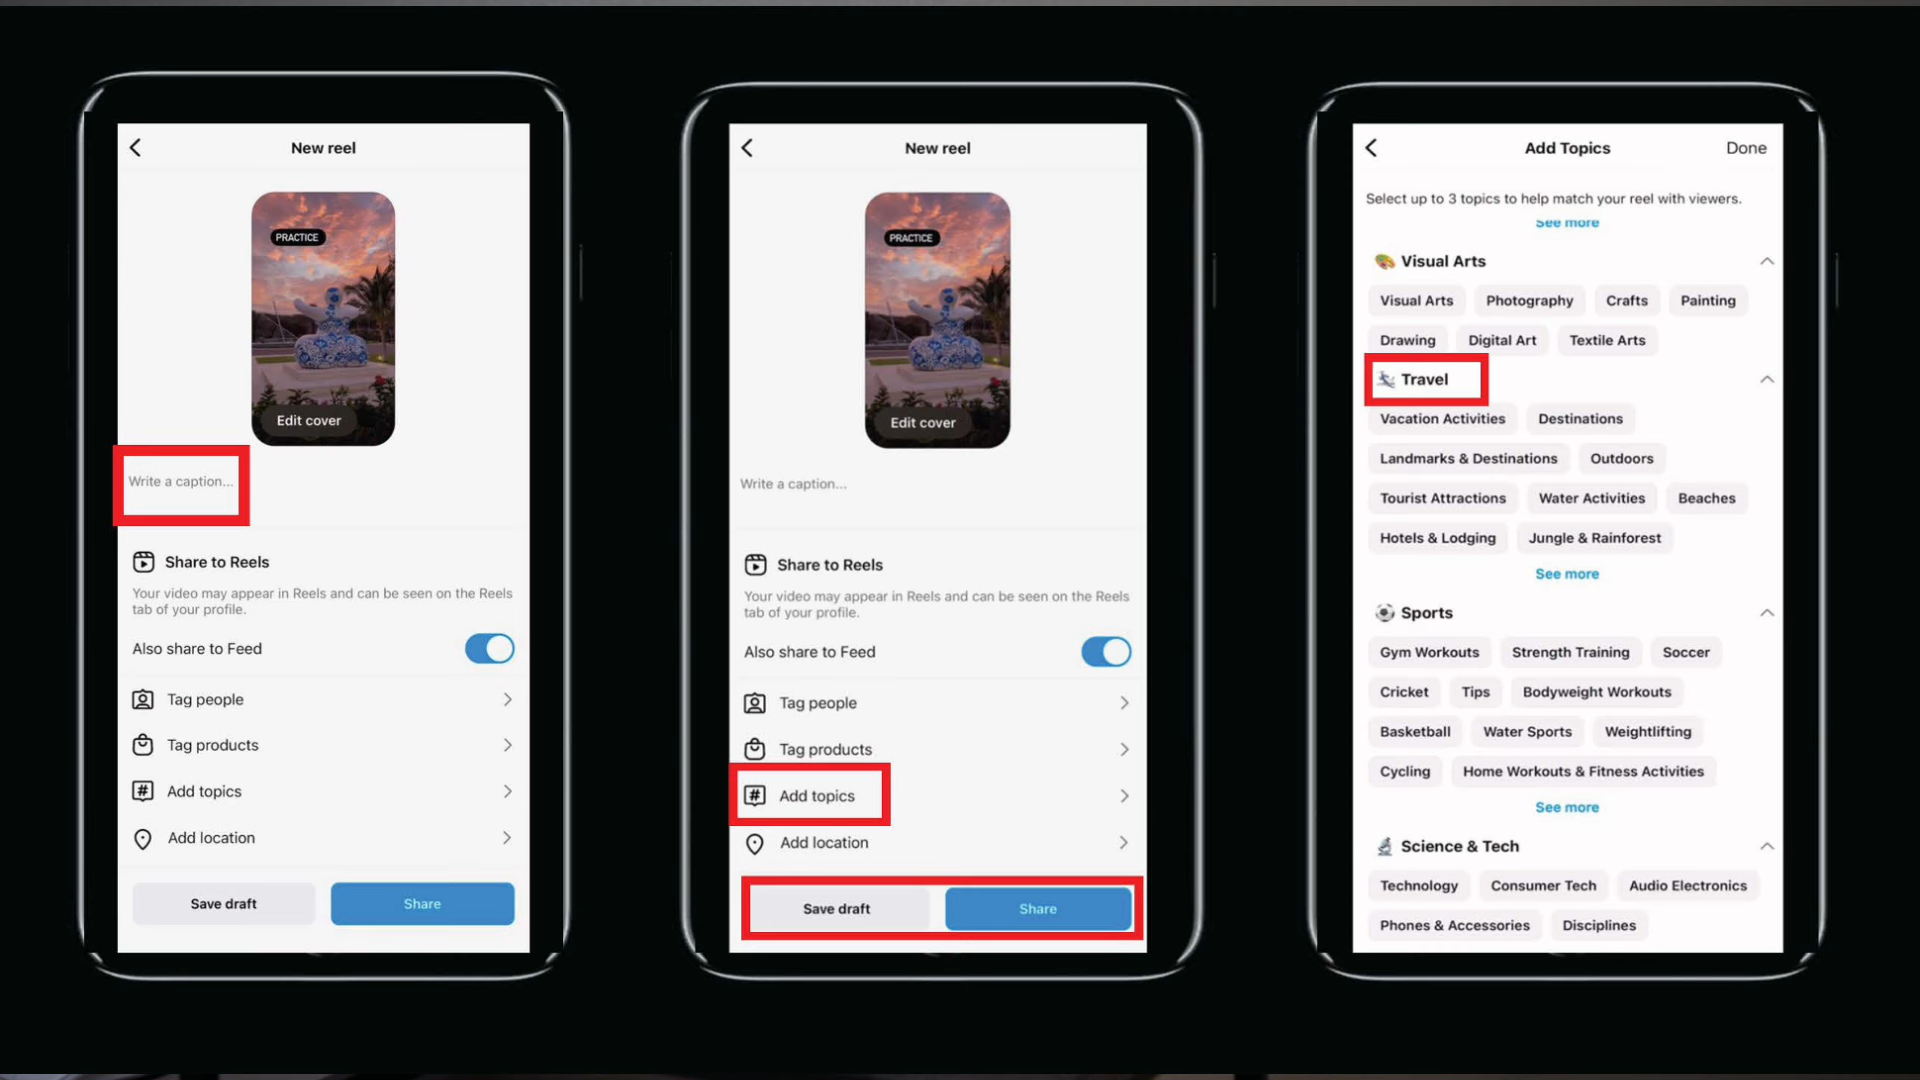 New reel
PRACTICE
Edit cover
Write a caption...
Share to Reels
Your video may appear in Reels and can be seen on the Reels
tab of your profile.
Also share to Feed
Tag people
Tag products
# Add topics
Add location
Save draft Share
New reel
PRACTICE
Edit cover
Write a caption...
Share to Reels
Your video may appear in Reels and can be seen on the Reels
tab of your profile.
Also share to Feed
Tag people
Tag products
# Add topics
Add location
Save draft Share
Add Topics Done
Select up to 3 topics to help match your reel with viewers.
See more
Visual Arts
Visual Arts Photography Crafts Painting
Drawing Digital Art Textile Arts
Travel
Vacation Activities Destinations
Landmarks & Destinations Outdoors
Tourist Attractions Water Activities Beaches
Hotels & Lodging Jungle & Rainforest
See more
Sports
Gym Workouts Strength Training Soccer
Cricket Tips Bodyweight Workouts
Basketball Water Sports Weightlifting
Cycling Home Workouts & Fitness Activities
See more
Science & Tech
Technology Consumer Tech Audio Electronics
Phones & Accessories Disciplines